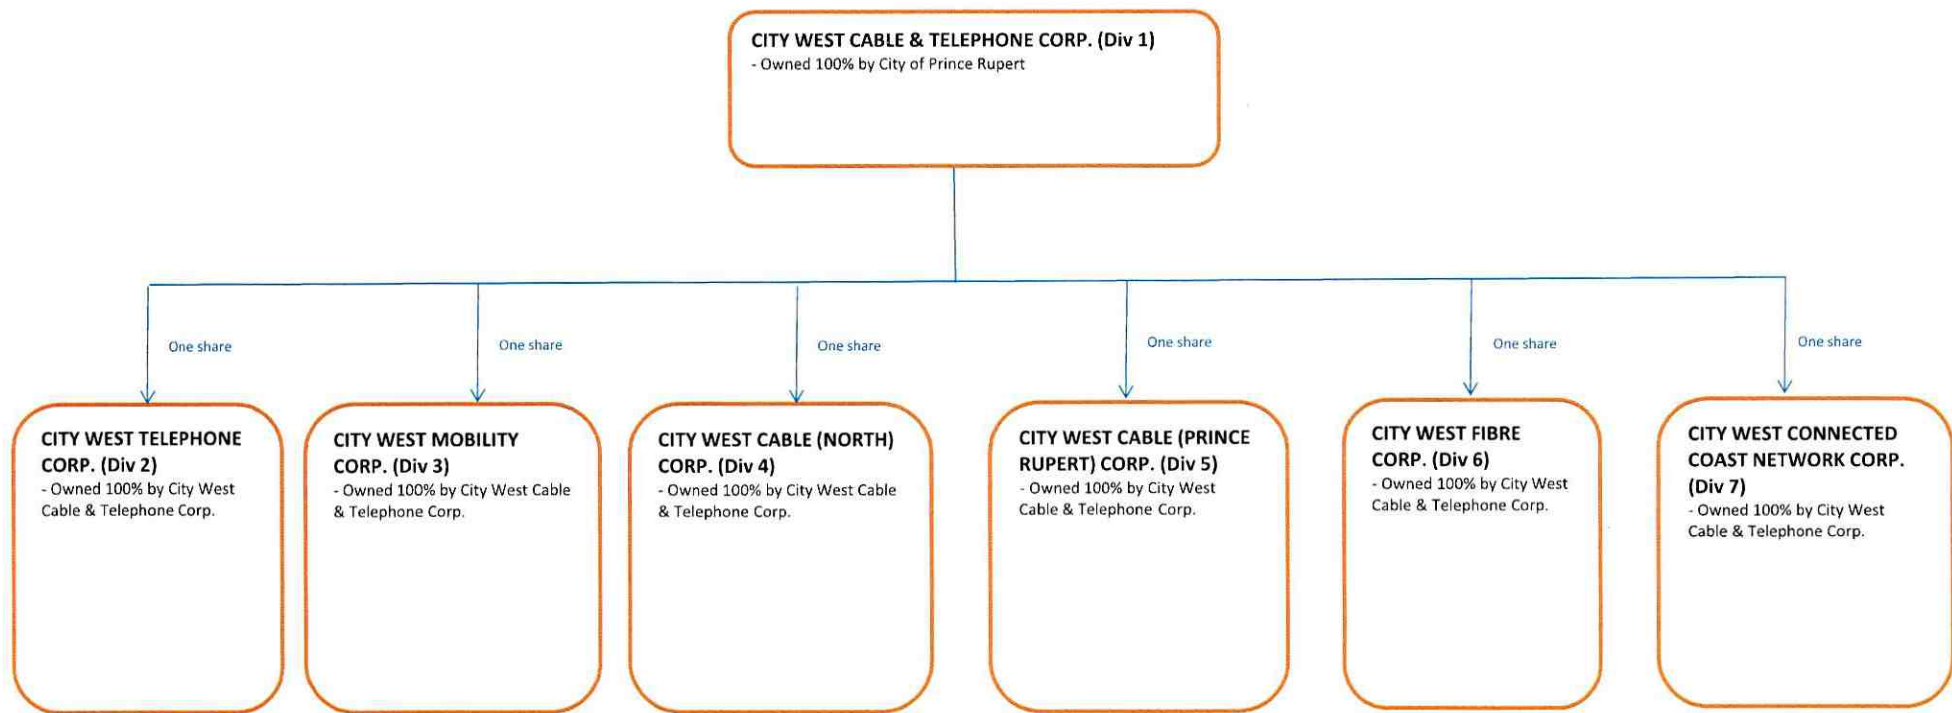 CITY WEST CABLE & TELEPHONE CORP. (Div 1)
- Owned 100% by City of Prince Rupert
One share
One share
One share
One share
One share
One share
CITY WEST TELEPHONE
CORP. (Div 2)
- Owned 100% by City West
Cable & Telephone Corp.
CITY WEST MOBILITY
CORP. (Div 3)
- Owned 100% by City West Cable
& Telephone Corp.
CITY WEST CABLE (NORTH)
CORP. (Div 4)
- Owned 100% by City West Cable
& Telephone Corp.
CITY WEST CABLE (PRINCE
RUPERT) CORP. (Div 5)
- Owned 100% by City West
Cable & Telephone Corp.
CITY WEST FIBRE
CORP. (Div 6)
- Owned 100% by City West
Cable & Telephone Corp.
CITY WEST CONNECTED
COAST NETWORK CORP.
(Div 7)
- Owned 100% by City West
Cable & Telephone Corp.